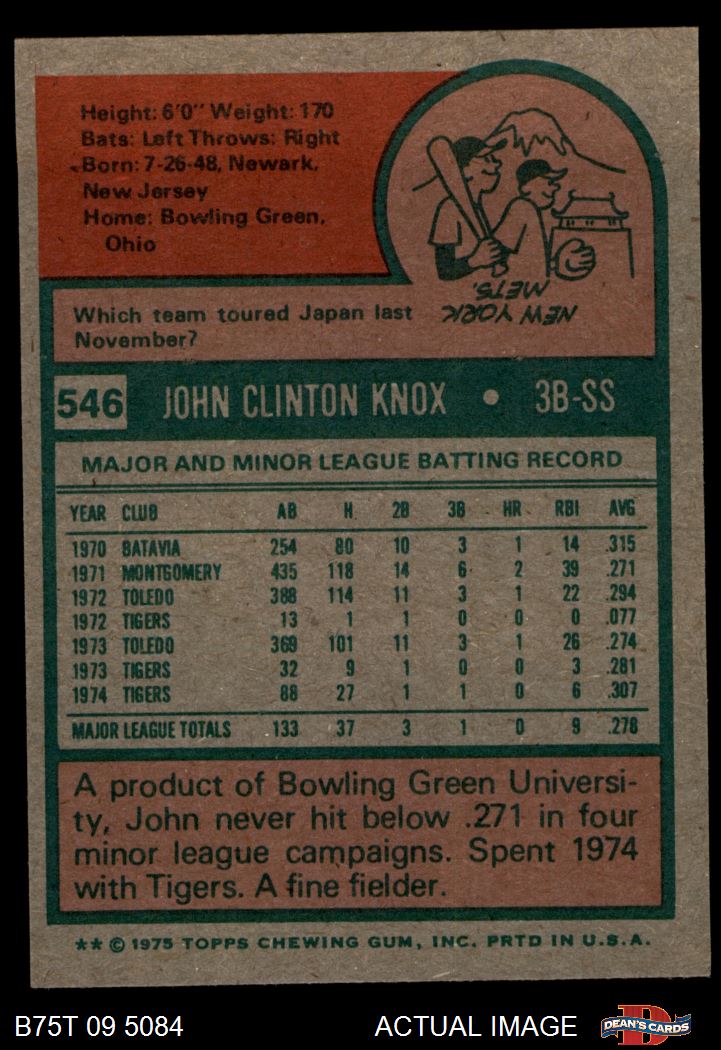 Height: 6'0" Weight: 170
Bats: Left Throws: Right
Born: 7-26-48, Newark,
New Jersey
Home: Bowling Green,
Ohio
Which team toured Japan last
November?
NEW YORK
METS.
546 JOHN CLINTON KNOX • 3B-SS
MAJOR AND MINOR LEAGUE BATTING RECORD
YEAR CLUB AB H 2B 3B HR RBI AVG
1970 BATAVIA 254 80 10 3 1 14 .315
1971 MONTGOMERY 435 118 14 6 2 39 .271
1972 TOLEDO 388 114 11 3 1 22 .294
1972 TIGERS 13 1 1 0 0 0 .077
1973 TOLEDO 369 101 11 3 1 26 .274
1973 TIGERS 32 9 1 0 0 3 .281
1974 TIGERS 88 27 1 1 0 6 .307
MAJOR LEAGUE TOTALS 133 37 3 1 0 9 .278
A product of Bowling Green Universi-
ty, John never hit below .271 in four
minor league campaigns. Spent 1974
with Tigers. A fine fielder.
** © 1975 TOPPS CHEWING GUM, INC. PRTD IN U.S.A.
B75T 09 5084 ACTUAL IMAGE DEAN'S CARDS